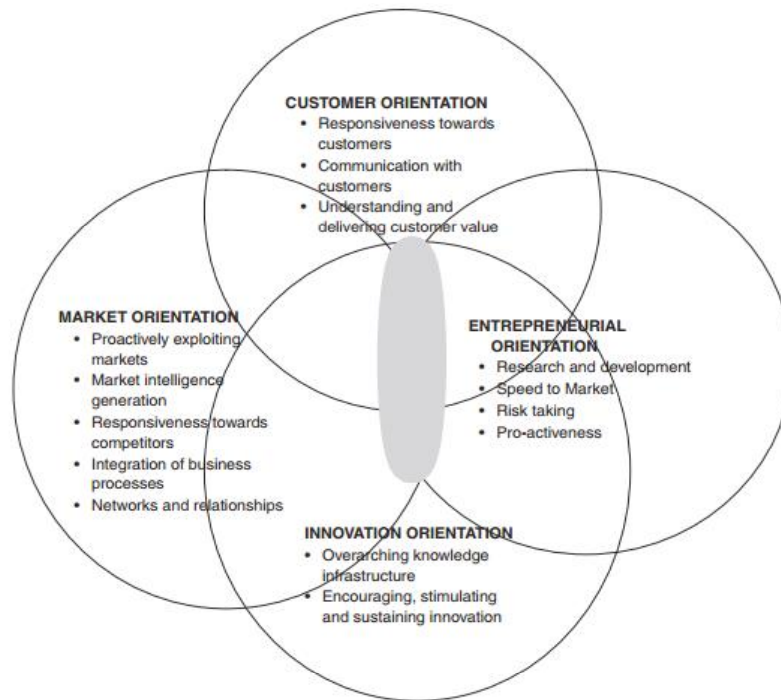 CUSTOMER ORIENTATION
• Responsiveness towards
customers
• Communication with
customers
• Understanding and
delivering customer value
MARKET ORIENTATION
• Proactively exploiting
markets
• Market intelligence
generation
• Responsiveness towards
competitors
• Integration of business
processes
• Networks and relationships
ENTREPRENEURIAL
ORIENTATION
• Research and development
• Speed to Market
• Risk taking
• Pro-activeness
INNOVATION ORIENTATION
• Overarching knowledge
infrastructure
• Encouraging, stimulating
and sustaining innovation